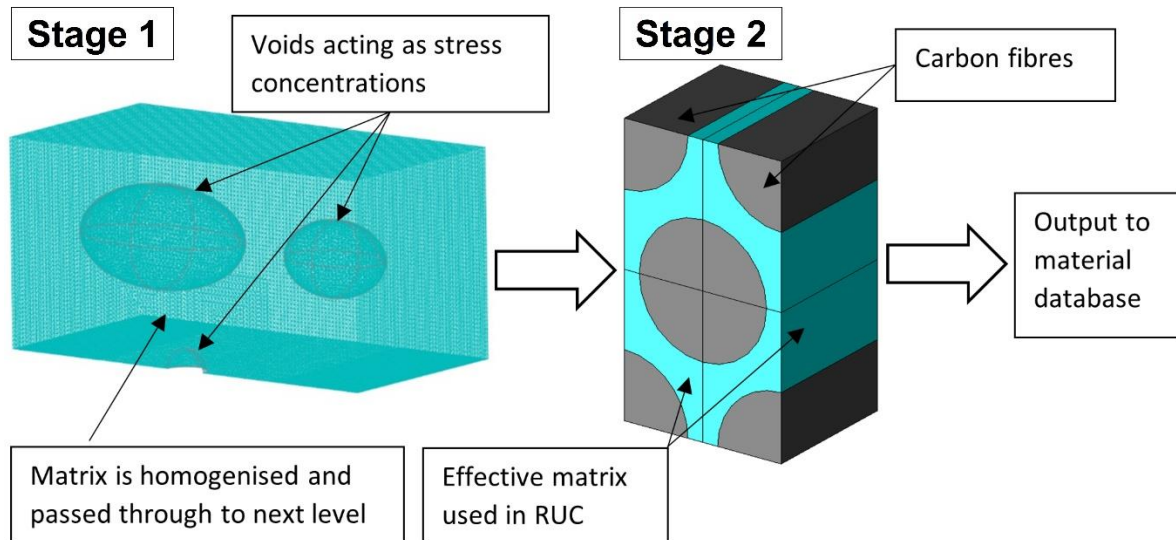 Stage 1
Voids acting as stress
concentrations
Stage 2
Carbon fibres
Output to
material
database
Matrix is homogenised and
passed through to next level
Effective matrix
used in RUC